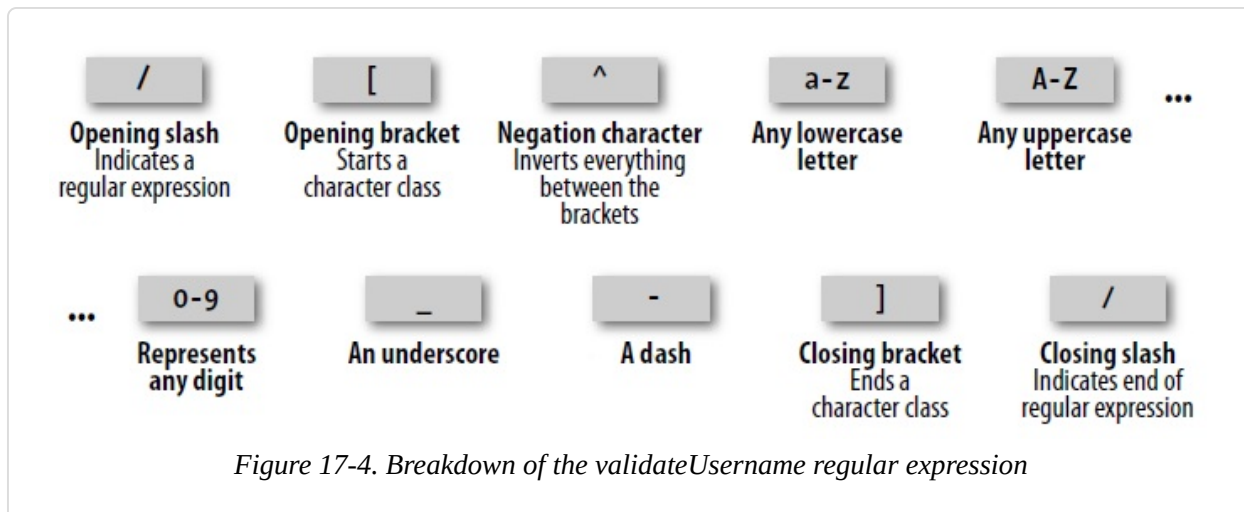 / [ ^ a-z A-Z ...
Opening slash
Indicates a
regular expression
Opening bracket
Starts a
character class
Negation character
Inverts everything
between the
brackets
Any lowercase
letter
Any uppercase
letter
... 0-9 _ - ] /
Represents
any digit
An underscore
A dash
Closing bracket
Ends a
character class
Closing slash
Indicates end of
regular expression
Figure 17-4. Breakdown of the validateUsername regular expression